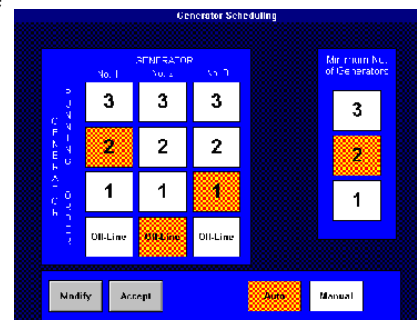 Generator Scheduling
GENERATOR
No. 1
Minimum No.
of Generators
3 3 3
2 2 2
1 1 1
Off-Line Off-Line Off-Line
3
2
1
Modify Accept Auto Manual